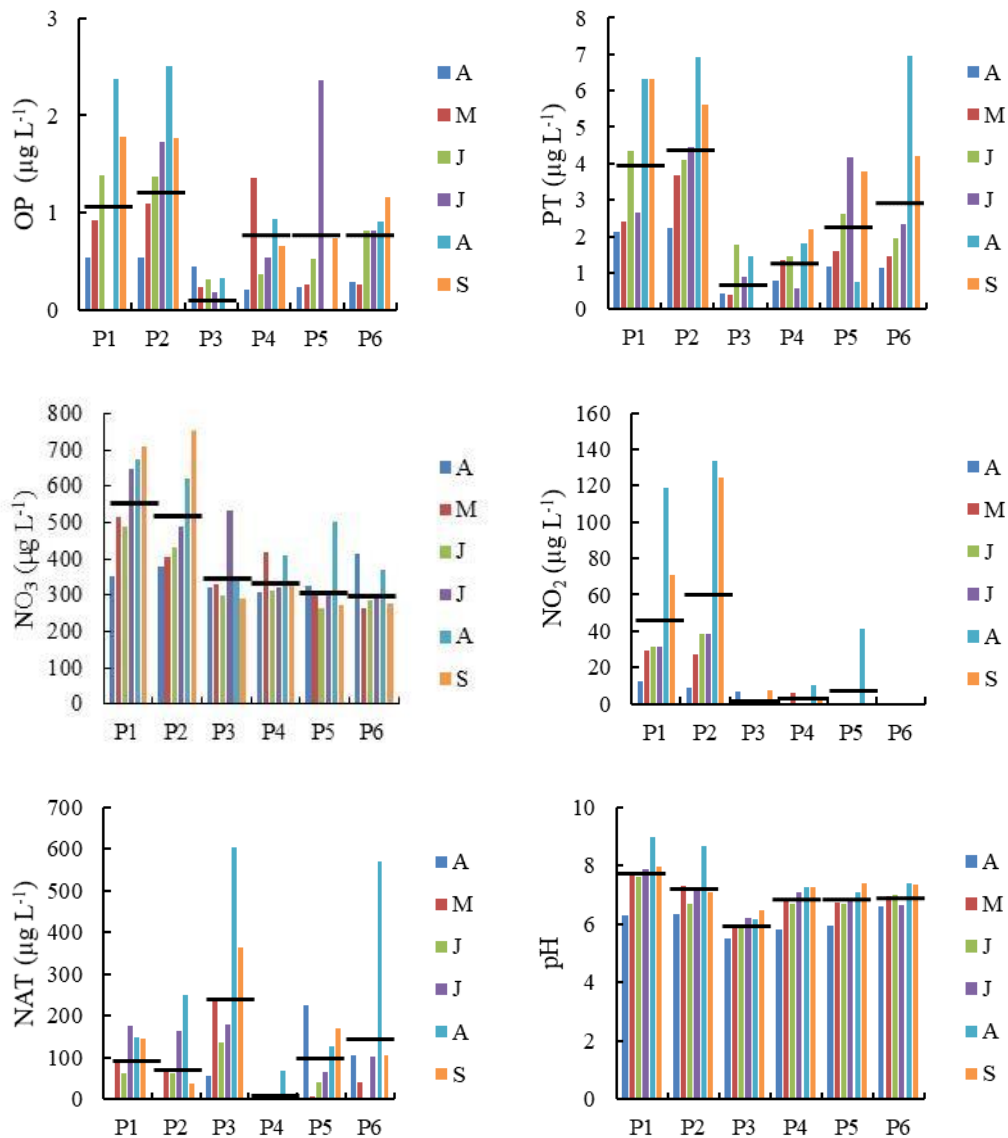 OP (µg L⁻¹)
3
2
1
0
P1 P2 P3 P4 P5 P6
A
M
J
J
A
S
PT (µg L⁻¹)
8
7
6
5
4
3
2
1
0
P1 P2 P3 P4 P5 P6
A
M
J
J
A
S
NO₃ (µg L⁻¹)
800
700
600
500
400
300
200
100
0
P1 P2 P3 P4 P5 P6
A
M
J
J
A
S
NO₂ (µg L⁻¹)
160
140
120
100
80
60
40
20
0
P1 P2 P3 P4 P5 P6
A
M
J
J
A
S
NAT (µg L⁻¹)
700
600
500
400
300
200
100
0
P1 P2 P3 P4 P5 P6
A
M
J
J
A
S
pH
10
8
6
4
2
0
P1 P2 P3 P4 P5 P6
A
M
J
J
A
S